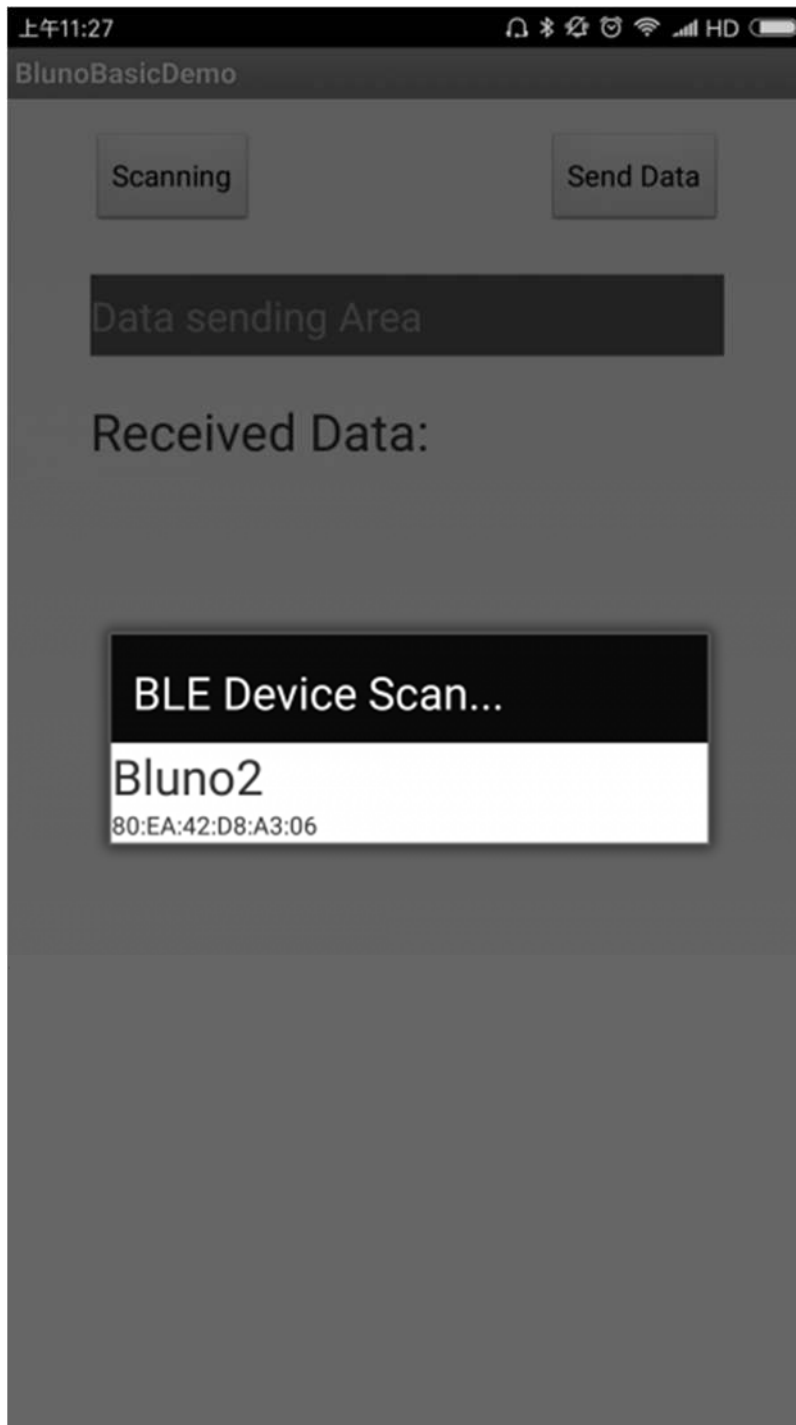 上午11:27 HD
BlunoBasicDemo
Scanning Send Data
Data sending Area
Received Data:
BLE Device Scan...
Bluno2
80:EA:42:D8:A3:06